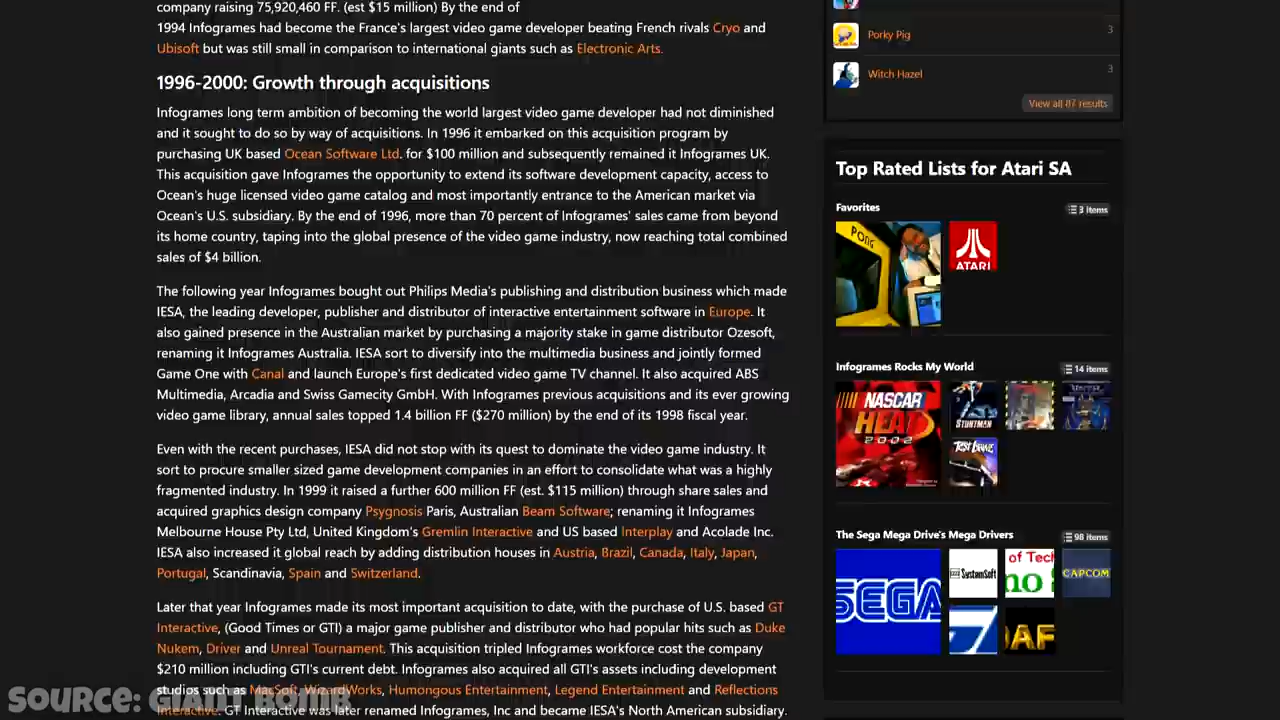 company raising 75,920,460 FF. (est $15 million) By the end of
1994 Infogrames had become the France's largest video game developer beating French rivals Cryo and
Ubisoft but was still small in comparison to international giants such as Electronic Arts.
1996-2000: Growth through acquisitions
Infogrames long term ambition of becoming the world largest video game developer had not diminished
and it sought to do so by way of acquisitions. In 1996 it embarked on this acquisition program by
purchasing UK based Ocean Software Ltd. for $100 million and subsequently remained it Infogrames UK.
This acquisition gave Infogrames the opportunity to extend its software development capacity, access to
Ocean's huge licensed video game catalog and most importantly entrance to the American market via
Ocean's U.S. subsidiary. By the end of 1996, more than 70 percent of Infogrames' sales came from beyond
its home country, taping into the global presence of the video game industry, now reaching total combined
sales of $4 billion.
The following year Infogrames bought out Philips Media's publishing and distribution business which made
IESA, the leading developer, publisher and distributor of interactive entertainment software in Europe. It
also gained presence in the Australian market by purchasing a majority stake in game distributor Ozesoft,
renaming it Infogrames Australia. IESA sort to diversify into the multimedia business and jointly formed
Game One with Canal and launch Europe's first dedicated video game TV channel. It also acquired ABS
Multimedia, Arcadia and Swiss Gamecity GmbH. With Infogrames previous acquisitions and its ever growing
video game library, annual sales topped 1.4 billion FF ($270 million) by the end of its 1998 fiscal year.
Even with the recent purchases, IESA did not stop with its quest to dominate the video game industry. It
sort to procure smaller sized game development companies in an effort to consolidate what was a highly
fragmented industry. In 1999 it raised a further 600 million FF (est. $115 million) through share sales and
acquired graphics design company Psygnosis Paris, Australian Beam Software; renaming it Infogrames
Melbourne House Pty Ltd, United Kingdom's Gremlin Interactive and US based Interplay and Acolade Inc.
IESA also increased it global reach by adding distribution houses in Austria, Brazil, Canada, Italy, Japan,
Portugal, Scandinavia, Spain and Switzerland.
Later that year Infogrames made its most important acquisition to date, with the purchase of U.S. based GT
Interactive, (Good Times or GTI) a major game publisher and distributor who had popular hits such as Duke
Nukem, Driver and Unreal Tournament. This acquisition tripled Infogrames workforce cost the company
$210 million including GTI's current debt. Infogrames also acquired all GTI's assets including development
studios such as MacSoft, WizardWorks, Humongous Entertainment, Legend Entertainment and Reflections
Interactive. GT Interactive was later renamed Infogrames, Inc and became IESA's North American subsidiary.
SOURCE: GIANT BOMB
Porky Pig 3
Witch Hazel 3
View all 87 results
Top Rated Lists for Atari SA
Favorites 3 items
PONG
ATARI
Infogrames Rocks My World 14 items
NASCAR
HEAT
2002
STUNTMAN
TEST DRIVE
The Sega Mega Drive's Mega Drivers 98 items
SEGA
SystemSoft
of Tec
no
CAPCOM